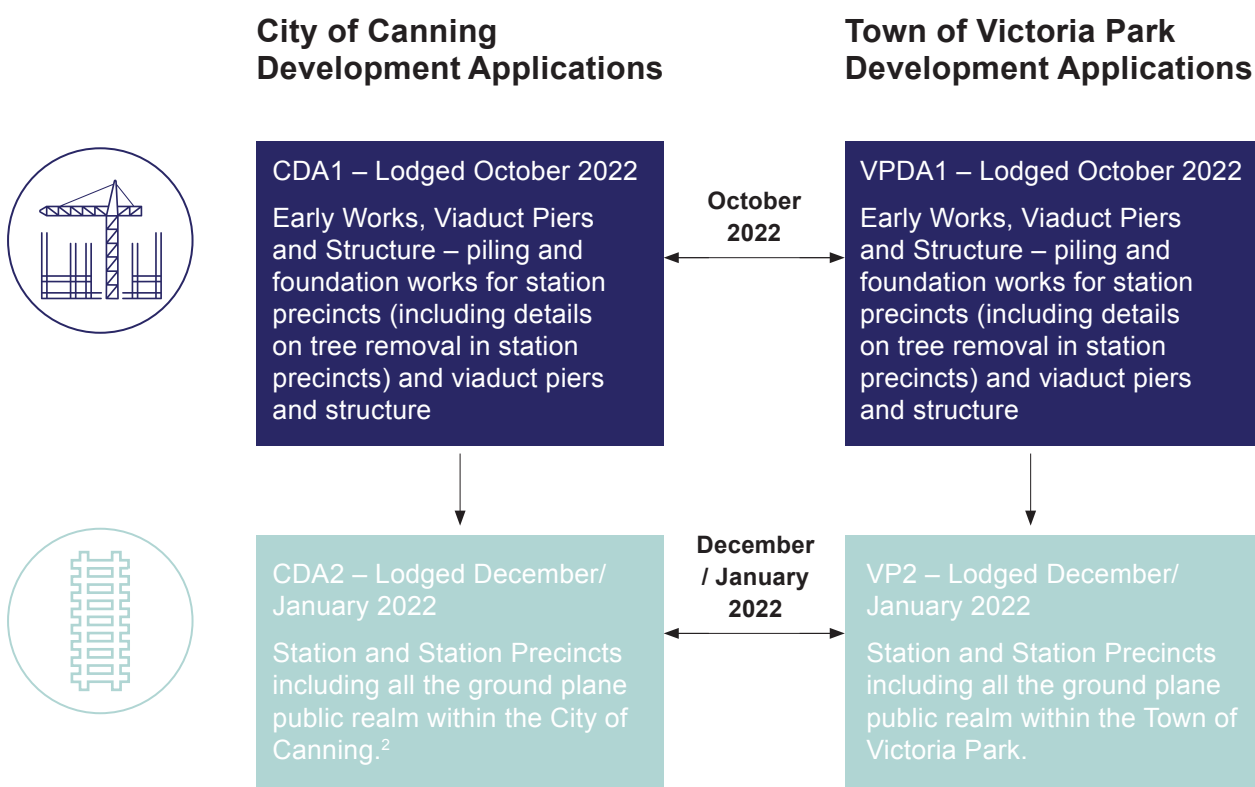 City of Canning
Development Applications
Town of Victoria Park
Development Applications
CDA1 – Lodged October 2022
Early Works, Viaduct Piers
and Structure – piling and
foundation works for station
precincts (including details
on tree removal in station
precincts) and viaduct piers
and structure
October
2022
VPDA1 – Lodged October 2022
Early Works, Viaduct Piers
and Structure – piling and
foundation works for station
precincts (including details
on tree removal in station
precincts) and viaduct piers
and structure
CDA2 – Lodged December/
January 2022
Station and Station Precincts
including all the ground plane
public realm within the City of
Canning.²
December
/ January
2022
VP2 – Lodged December/
January 2022
Station and Station Precincts
including all the ground plane
public realm within the Town of
Victoria Park.